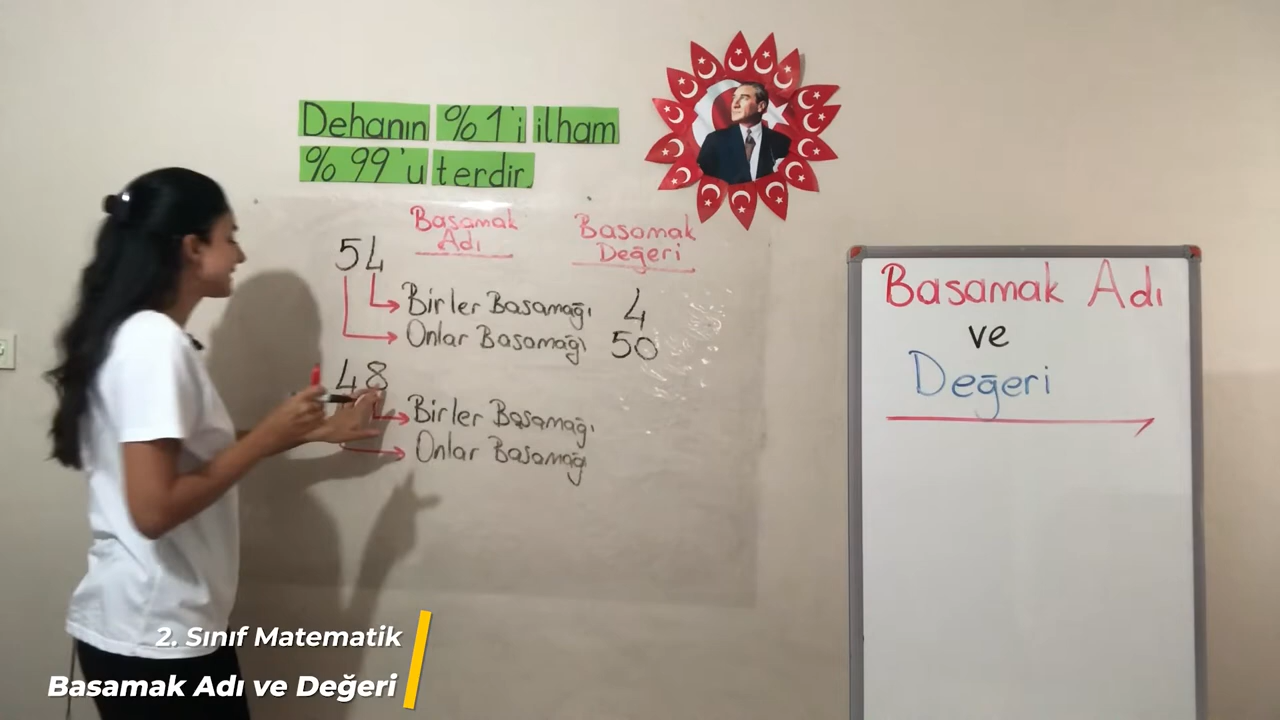 Dehanın %1'i ilham
%99'u terdir.
Basamak Adı
Basamak Değeri
54
Birler Basamağı 4
Onlar Basamağı 50
48
Birler Basamağı
Onlar Basamağı
Basamak Adı
ve
Değeri
2. Sınıf Matematik
Basamak Adı ve Değeri